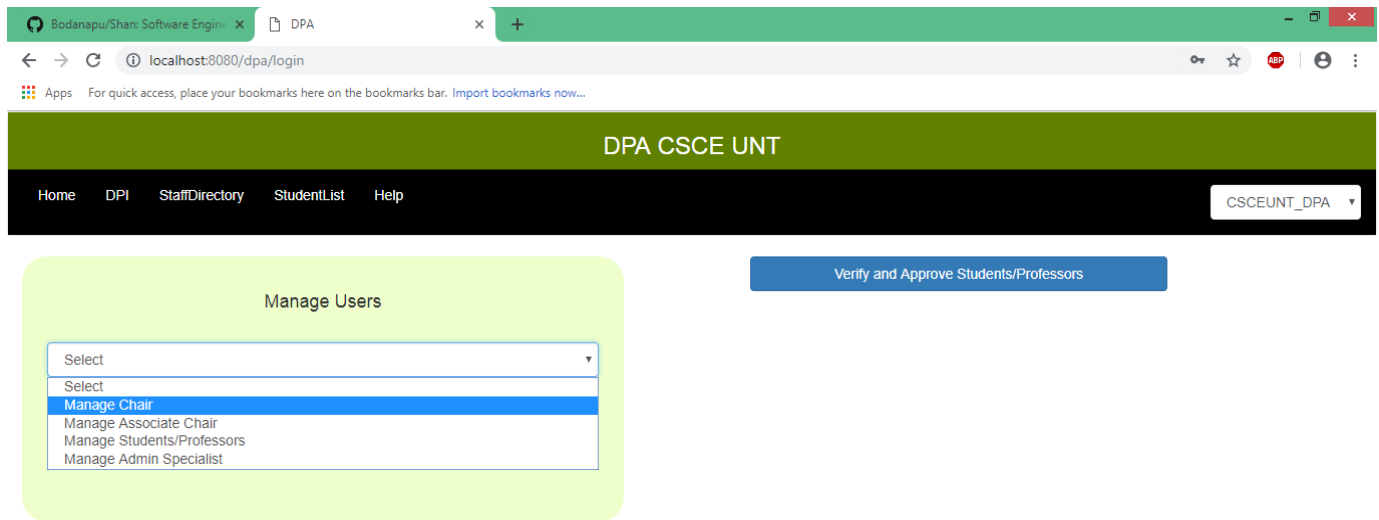 Bodanapu/Shan: Software Engine
DPA
localhost:8080/dpa/login
ABP
Apps For quick access, place your bookmarks here on the bookmarks bar. Import bookmarks now...
DPA CSCE UNT
Home DPI StaffDirectory StudentList Help
CSCEUNT_DPA
Verify and Approve Students/Professors
Manage Users
Select
Select
Manage Chair
Manage Associate Chair
Manage Students/Professors
Manage Admin Specialist